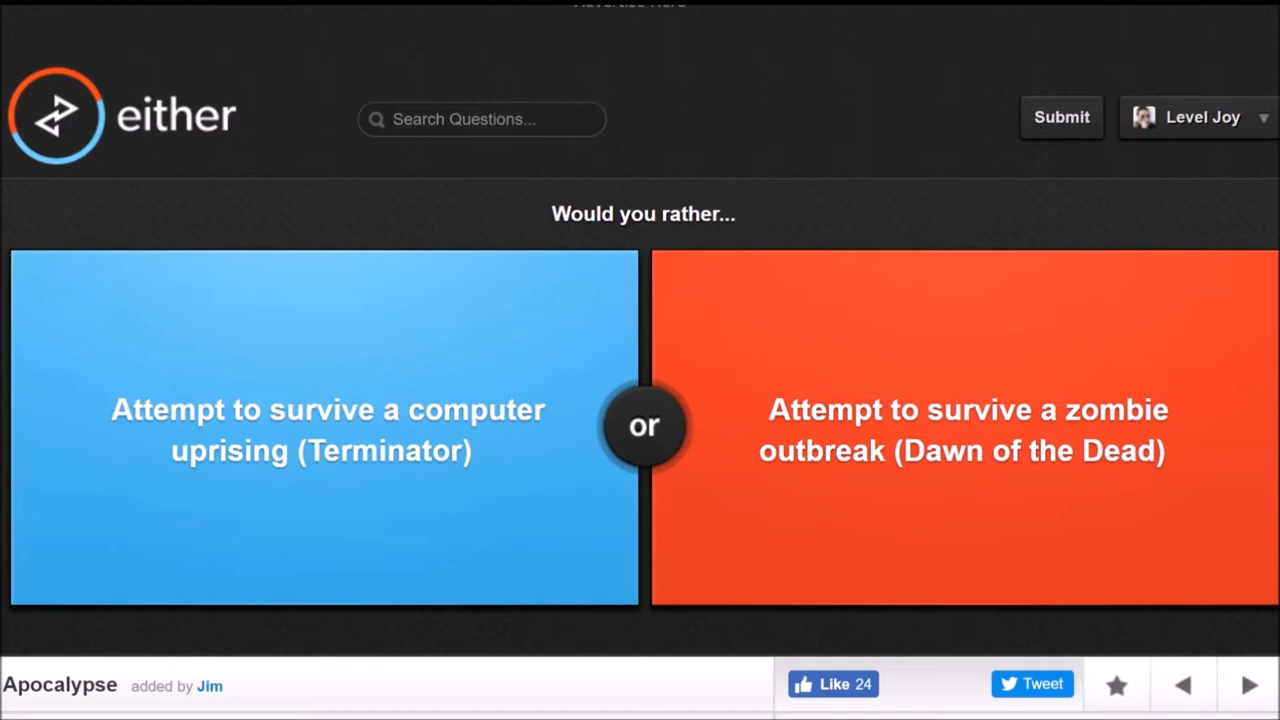 either
Search Questions...
Submit
Level Joy
Would you rather...
Attempt to survive a computer
uprising (Terminator)
or
Attempt to survive a zombie
outbreak (Dawn of the Dead)
Apocalypse added by Jim
Like 24
Tweet